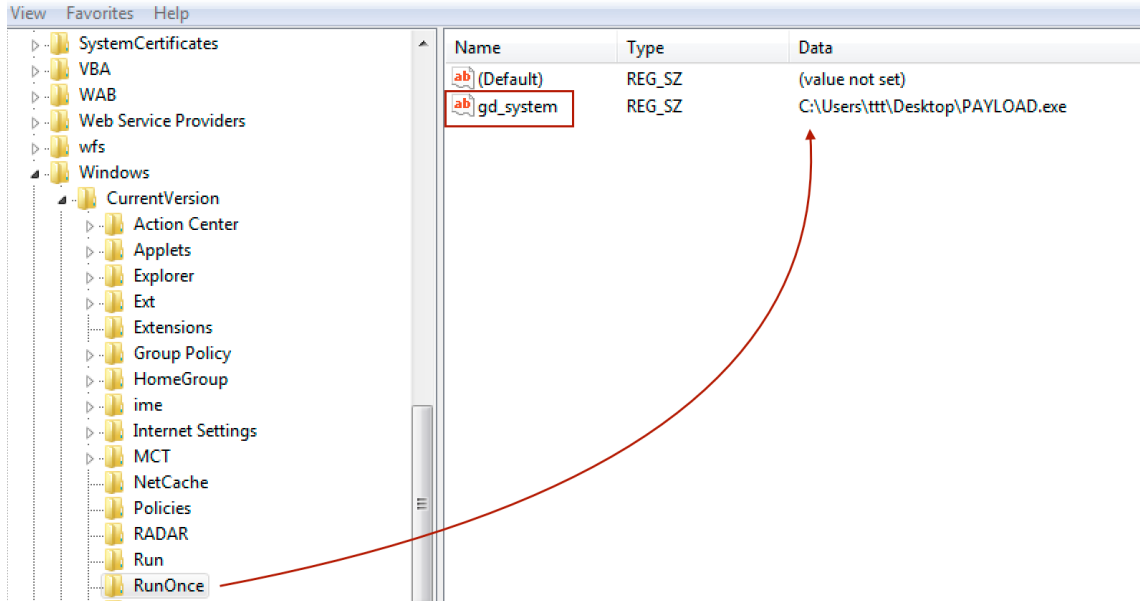 View Favorites Help
SystemCertificates
VBA
WAB
Web Service Providers
wfs
Windows
CurrentVersion
Action Center
Applets
Explorer
Ext
Extensions
Group Policy
HomeGroup
ime
Internet Settings
MCT
NetCache
Policies
RADAR
Run
RunOnce
Name Type Data
ab (Default) REG_SZ (value not set)
ab gd_system REG_SZ C:\Users\ttt\Desktop\PAYLOAD.exe